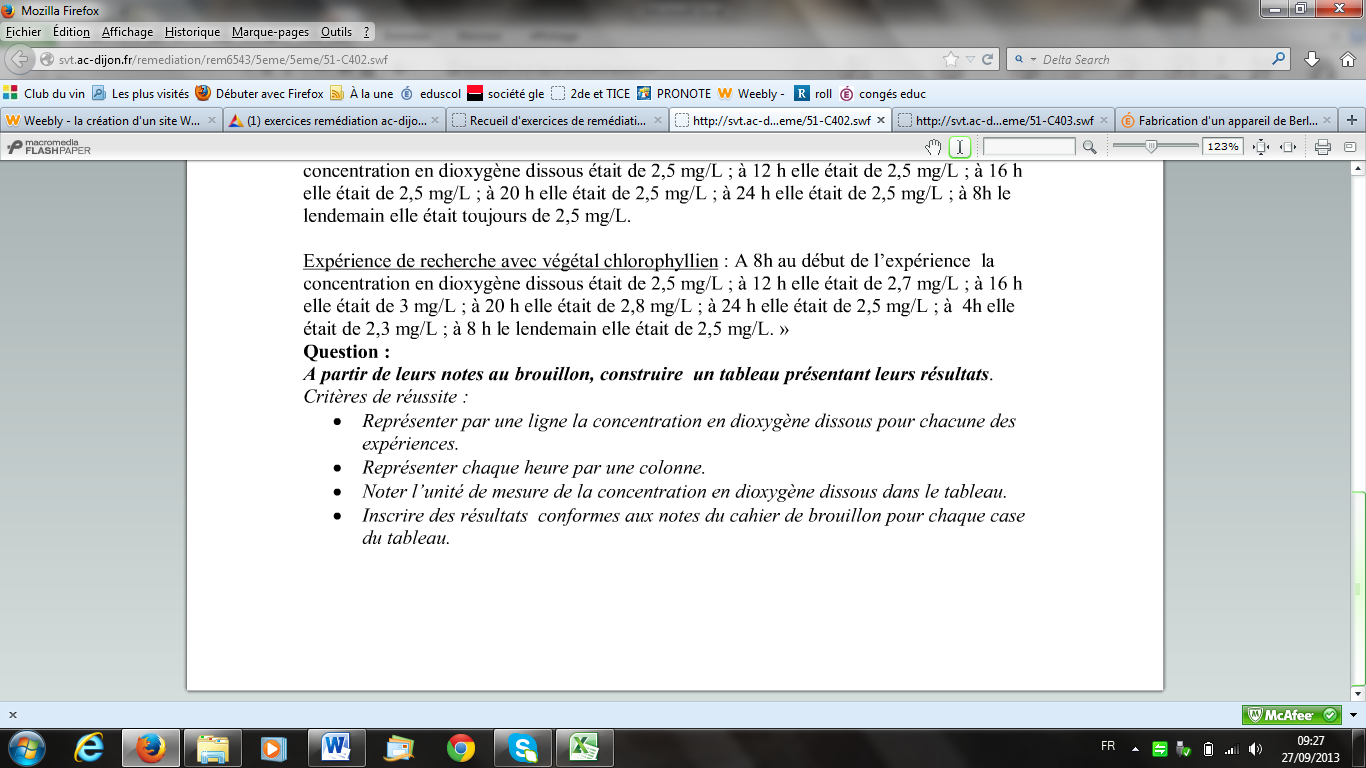 Mozilla Firefox
Fichier Édition Affichage Historique Marque-pages Outils ?
svt.ac-dijon.fr/remediation/rem6543/5eme/5eme/51-C402.swf
Delta Search
Club du vin Les plus visités Débuter avec Firefox À la une eduscol société gle 2de et TICE PRONOTE Weebly - roll congés educ
Weebly - la création d'un site W... (1) exercices remédiation ac-dijo... Recueil d'exercices de remédiati... http://svt.ac-d...eme/51-C402.swf http://svt.ac-d...eme/51-C403.swf Fabrication d'un appareil de Berl...
macromedia FLASHPAPER 123%
concentration en dioxygène dissous était de 2,5 mg/L ; à 12 h elle était de 2,5 mg/L ; à 16 h
elle était de 2,5 mg/L ; à 20 h elle était de 2,5 mg/L ; à 24 h elle était de 2,5 mg/L ; à 8h le
lendemain elle était toujours de 2,5 mg/L.
Expérience de recherche avec végétal chlorophyllien : A 8h au début de l'expérience la
concentration en dioxygène dissous était de 2,5 mg/L ; à 12 h elle était de 2,7 mg/L ; à 16 h
elle était de 3 mg/L ; à 20 h elle était de 2,8 mg/L ; à 24 h elle était de 2,5 mg/L ; à 4h elle
était de 2,3 mg/L ; à 8 h le lendemain elle était de 2,5 mg/L. »
Question :
A partir de leurs notes au brouillon, construire un tableau présentant leurs résultats.
Critères de réussite :
• Représenter par une ligne la concentration en dioxygène dissous pour chacune des
expériences.
• Représenter chaque heure par une colonne.
• Noter l'unité de mesure de la concentration en dioxygène dissous dans le tableau.
• Inscrire des résultats conformes aux notes du cahier de brouillon pour chaque case
du tableau.
McAfee
FR 09:27
27/09/2013